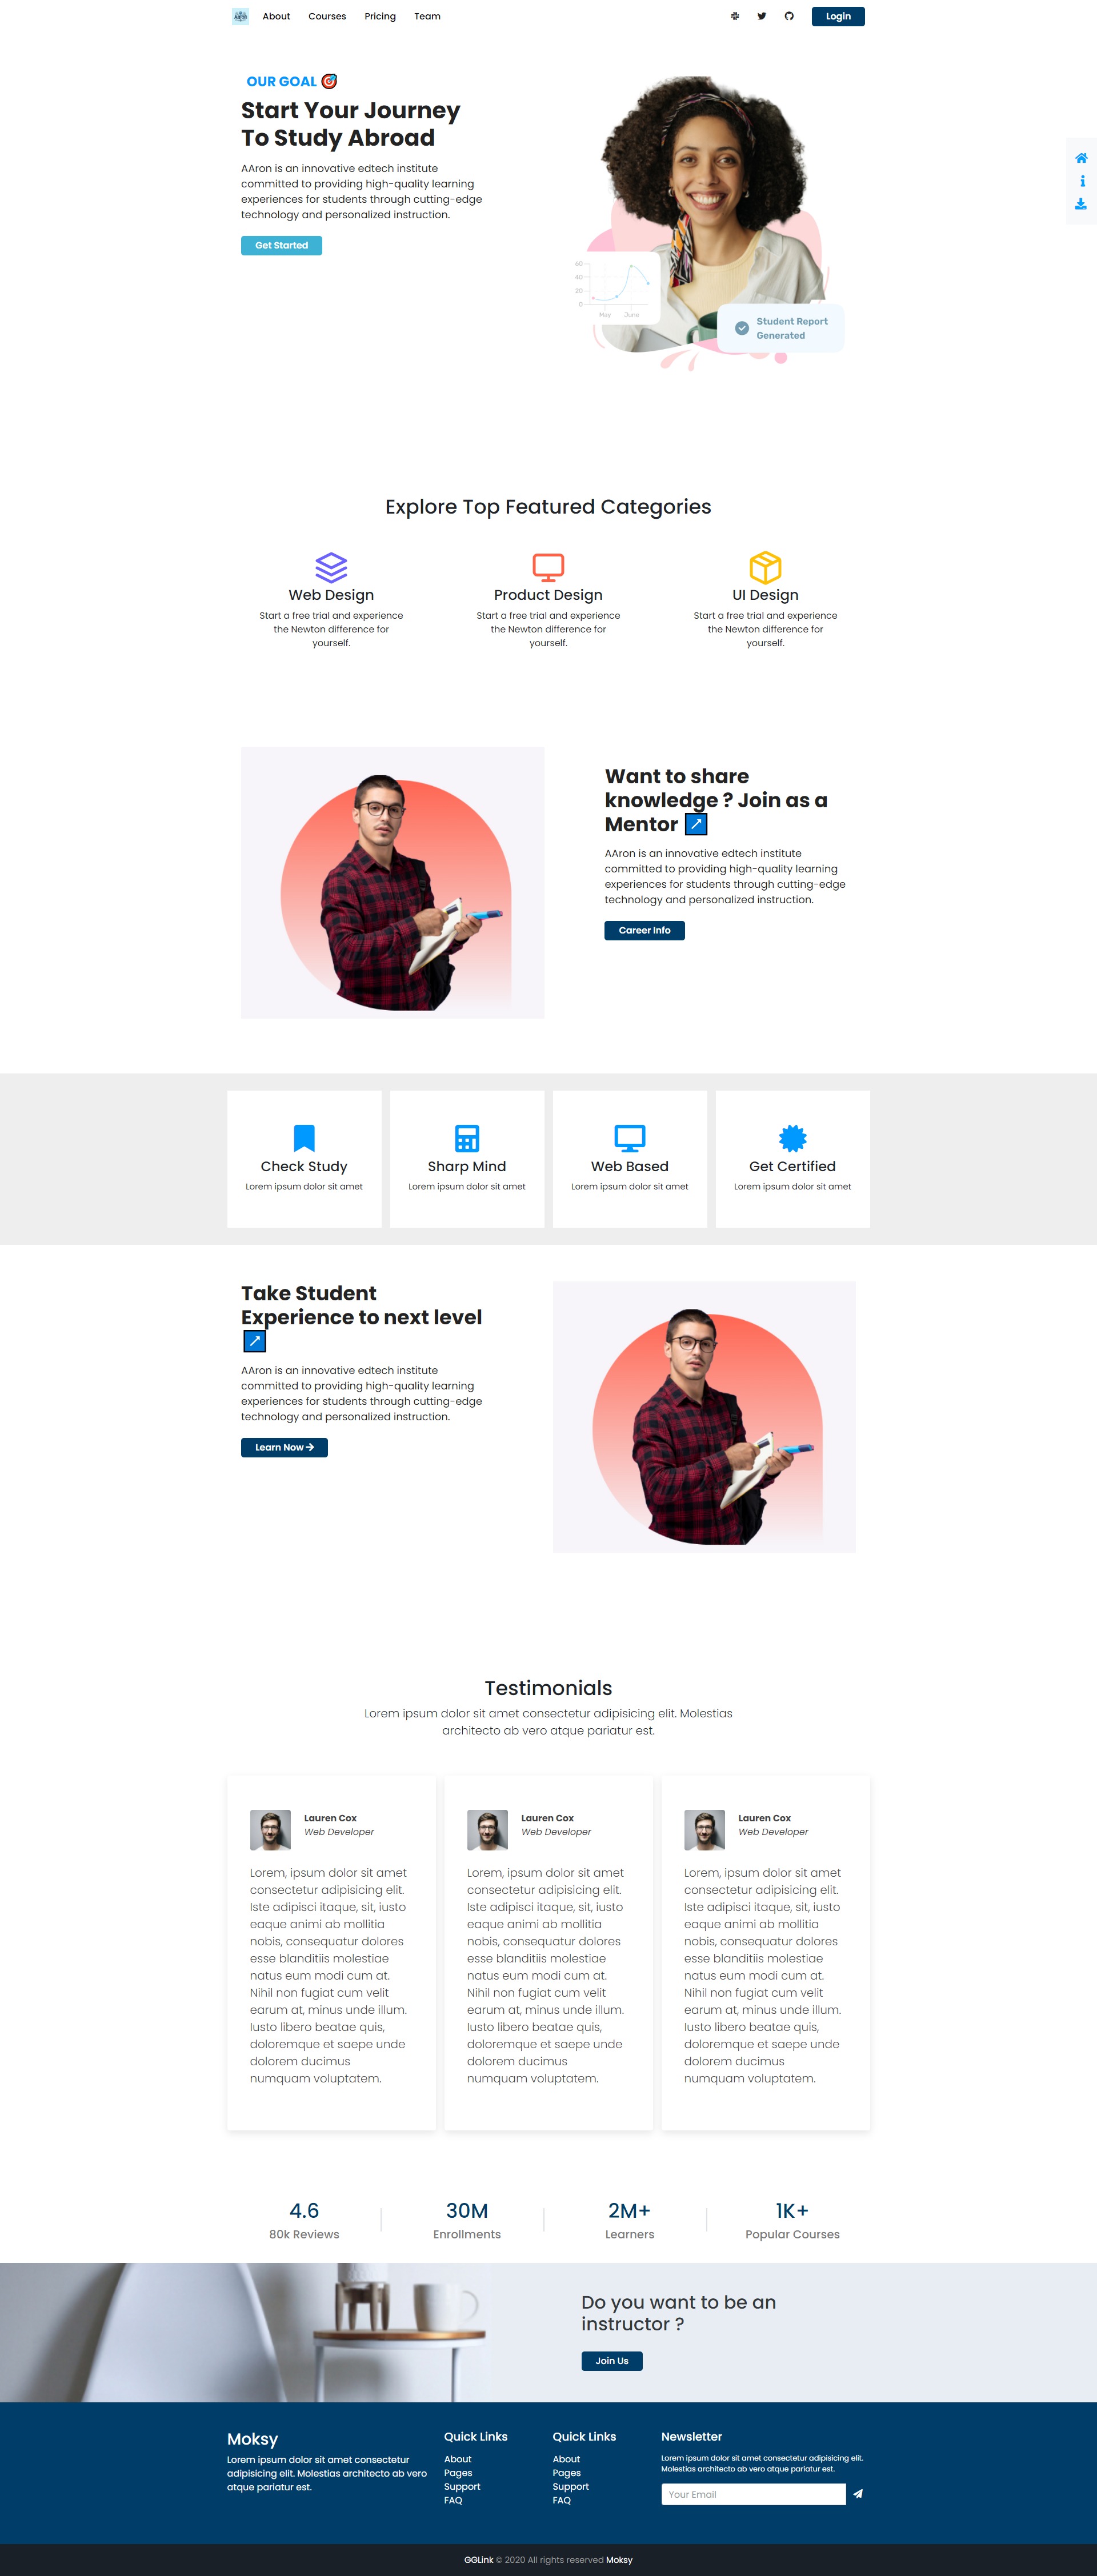 About Courses Pricing Team Login
OUR GOAL
Start Your Journey
To Study Abroad
AAron is an innovative edtech institute
committed to providing high-quality learning
experiences for students through cutting-edge
technology and personalized instruction.
Get Started
60
40
20
0
May June
Student Report
Generated
Explore Top Featured Categories
Web Design
Start a free trial and experience
the Newton difference for
yourself.
Product Design
Start a free trial and experience
the Newton difference for
yourself.
UI Design
Start a free trial and experience
the Newton difference for
yourself.
Want to share
knowledge ? Join as a
Mentor
AAron is an innovative edtech institute
committed to providing high-quality learning
experiences for students through cutting-edge
technology and personalized instruction.
Career Info
Check Study
Lorem ipsum dolor sit amet
Sharp Mind
Lorem ipsum dolor sit amet
Web Based
Lorem ipsum dolor sit amet
Get Certified
Lorem ipsum dolor sit amet
Take Student
Experience to next level
AAron is an innovative edtech institute
committed to providing high-quality learning
experiences for students through cutting-edge
technology and personalized instruction.
Learn Now
Testimonials
Lorem ipsum dolor sit amet consectetur adipisicing elit. Molestias
architecto ab vero atque pariatur est.
Lauren Cox
Web Developer
Lorem, ipsum dolor sit amet
consectetur adipisicing elit.
Iste adipisci itaque, sit, iusto
eaque animi ab mollitia
nobis, consequatur dolores
esse blanditiis molestiae
natus eum modi cum at.
Nihil non fugiat cum velit
earum at, minus unde illum.
Iusto libero beatae quis,
doloremque et saepe unde
dolorem ducimus
numquam voluptatem.
Lauren Cox
Web Developer
Lorem, ipsum dolor sit amet
consectetur adipisicing elit.
Iste adipisci itaque, sit, iusto
eaque animi ab mollitia
nobis, consequatur dolores
esse blanditiis molestiae
natus eum modi cum at.
Nihil non fugiat cum velit
earum at, minus unde illum.
Iusto libero beatae quis,
doloremque et saepe unde
dolorem ducimus
numquam voluptatem.
Lauren Cox
Web Developer
Lorem, ipsum dolor sit amet
consectetur adipisicing elit.
Iste adipisci itaque, sit, iusto
eaque animi ab mollitia
nobis, consequatur dolores
esse blanditiis molestiae
natus eum modi cum at.
Nihil non fugiat cum velit
earum at, minus unde illum.
Iusto libero beatae quis,
doloremque et saepe unde
dolorem ducimus
numquam voluptatem.
4.6
80k Reviews
30M
Enrollments
2M+
Learners
1K+
Popular Courses
Do you want to be an
instructor ?
Join Us
Moksy
Lorem ipsum dolor sit amet consectetur
adipisicing elit. Molestias architecto ab vero
atque pariatur est.
Quick Links
About
Pages
Support
FAQ
Quick Links
About
Pages
Support
FAQ
Newsletter
Lorem ipsum dolor sit amet consectetur adipisicing elit.
Molestias architecto ab vero atque pariatur est.
Your Email
GGLink © 2020 All rights reserved Moksy